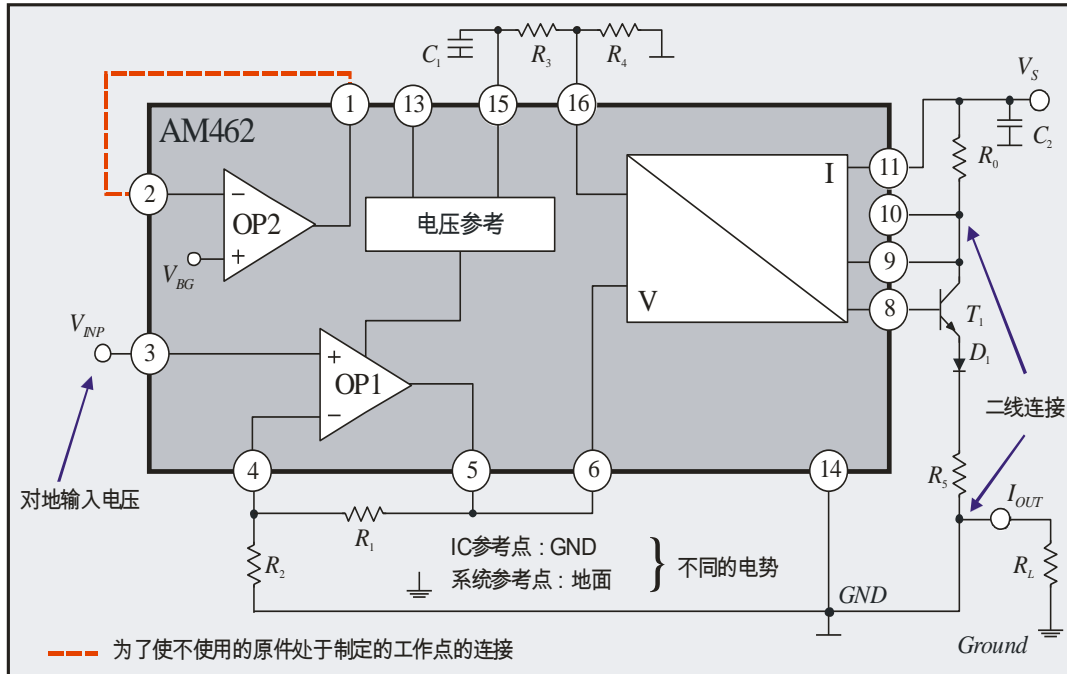 C1
R3
R4
VS
1
13
15
16
AM462
C2
R0
I
11
2
OP2
VBG
电压参考
10
9
V
8
T1
VINP
3
D1
OP1
二线连接
4
5
6
14
R5
对地输入电压
IOUT
R1
R2
IC参考点：GND
系统参考点：地面
不同的电势
RL
GND
Ground
为了使不使用的原件处于制定的工作点的连接